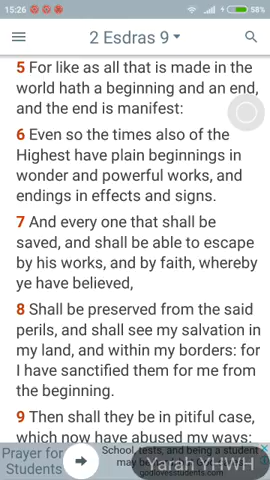 15:26 58%
2 Esdras 9
5 For like as all that is made in the
world hath a beginning and an end,
and the end is manifest:
6 Even so the times also of the
Highest have plain beginnings in
wonder and powerful works, and
endings in effects and signs.
7 And every one that shall be
saved, and shall be able to escape
by his works, and by faith, whereby
ye have believed,
8 Shall be preserved from the said
perils, and shall see my salvation in
my land, and within my borders: for
I have sanctified them for me from
the beginning.
9 Then shall they be in pitiful case,
which now have abused my ways:
Prayer for
Students
School, tests, and being a student
may be
godlovesstudents.com
Yarah YHWH